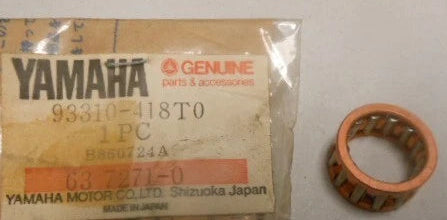 YAMAHA
GENUINE
parts & accessories
93310-418T0
1 PC
B860724A
63 7271-0
YAMAHA MOTOR CO., LTD. Shizuoka Japan
MADE IN JAPAN